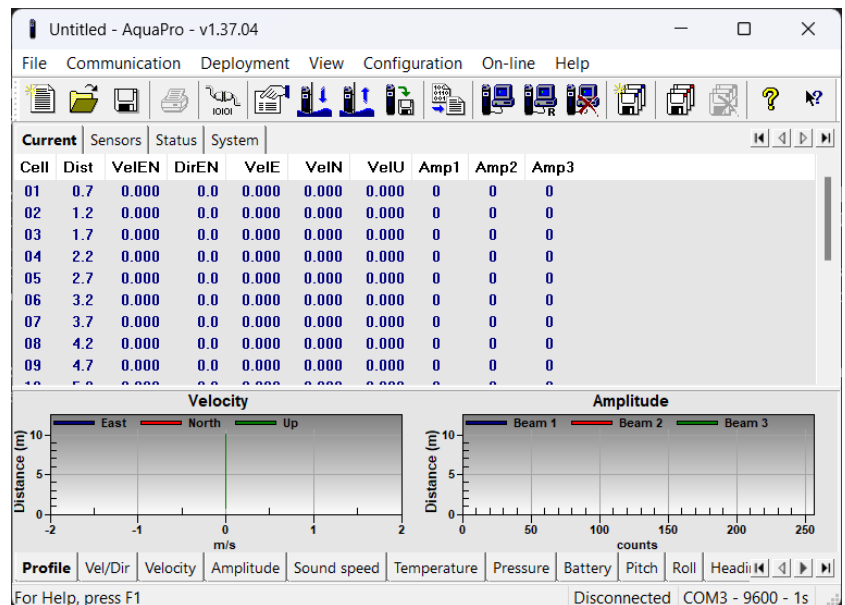 Untitled - AquaPro - v1.37.04
File Communication Deployment View Configuration On-line Help
Current Sensors Status System
Cell Dist VelEN DirEN VelE VelN VelU Amp1 Amp2 Amp3
01 0.7 0.000 0.0 0.000 0.000 0.000 0 0 0
02 1.2 0.000 0.0 0.000 0.000 0.000 0 0 0
03 1.7 0.000 0.0 0.000 0.000 0.000 0 0 0
04 2.2 0.000 0.0 0.000 0.000 0.000 0 0 0
05 2.7 0.000 0.0 0.000 0.000 0.000 0 0 0
06 3.2 0.000 0.0 0.000 0.000 0.000 0 0 0
07 3.7 0.000 0.0 0.000 0.000 0.000 0 0 0
08 4.2 0.000 0.0 0.000 0.000 0.000 0 0 0
09 4.7 0.000 0.0 0.000 0.000 0.000 0 0 0
Velocity
East North Up
Distance (m)
10
5
0
-2 -1 0 1 2
m/s
Amplitude
Beam 1 Beam 2 Beam 3
Distance (m)
10
5
0
0 50 100 150 200 250
counts
Profile Vel/Dir Velocity Amplitude Sound speed Temperature Pressure Battery Pitch Roll Headi
For Help, press F1
Disconnected COM3 - 9600 - 1s